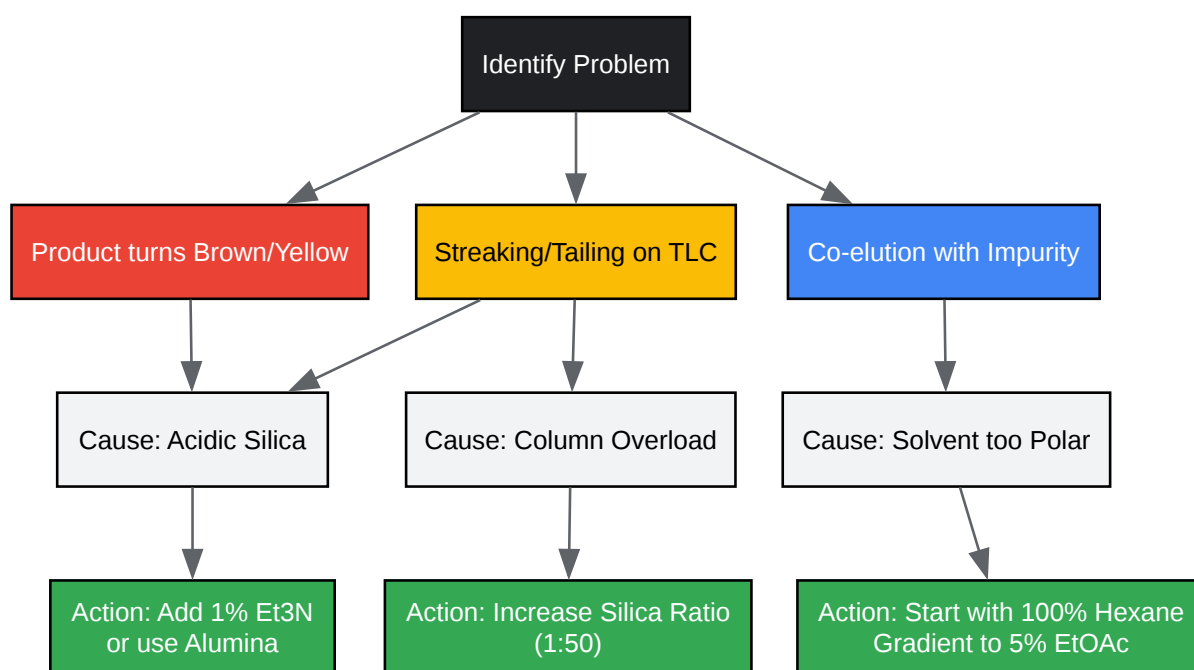 Identify Problem
Product turns Brown/Yellow
Streaking/Tailing on TLC
Co-elution with Impurity
Cause: Acidic Silica
Cause: Column Overload
Cause: Solvent too Polar
Action: Add 1% Et3N
or use Alumina
Action: Increase Silica Ratio
(1:50)
Action: Start with 100% Hexane
Gradient to 5% EtOAc